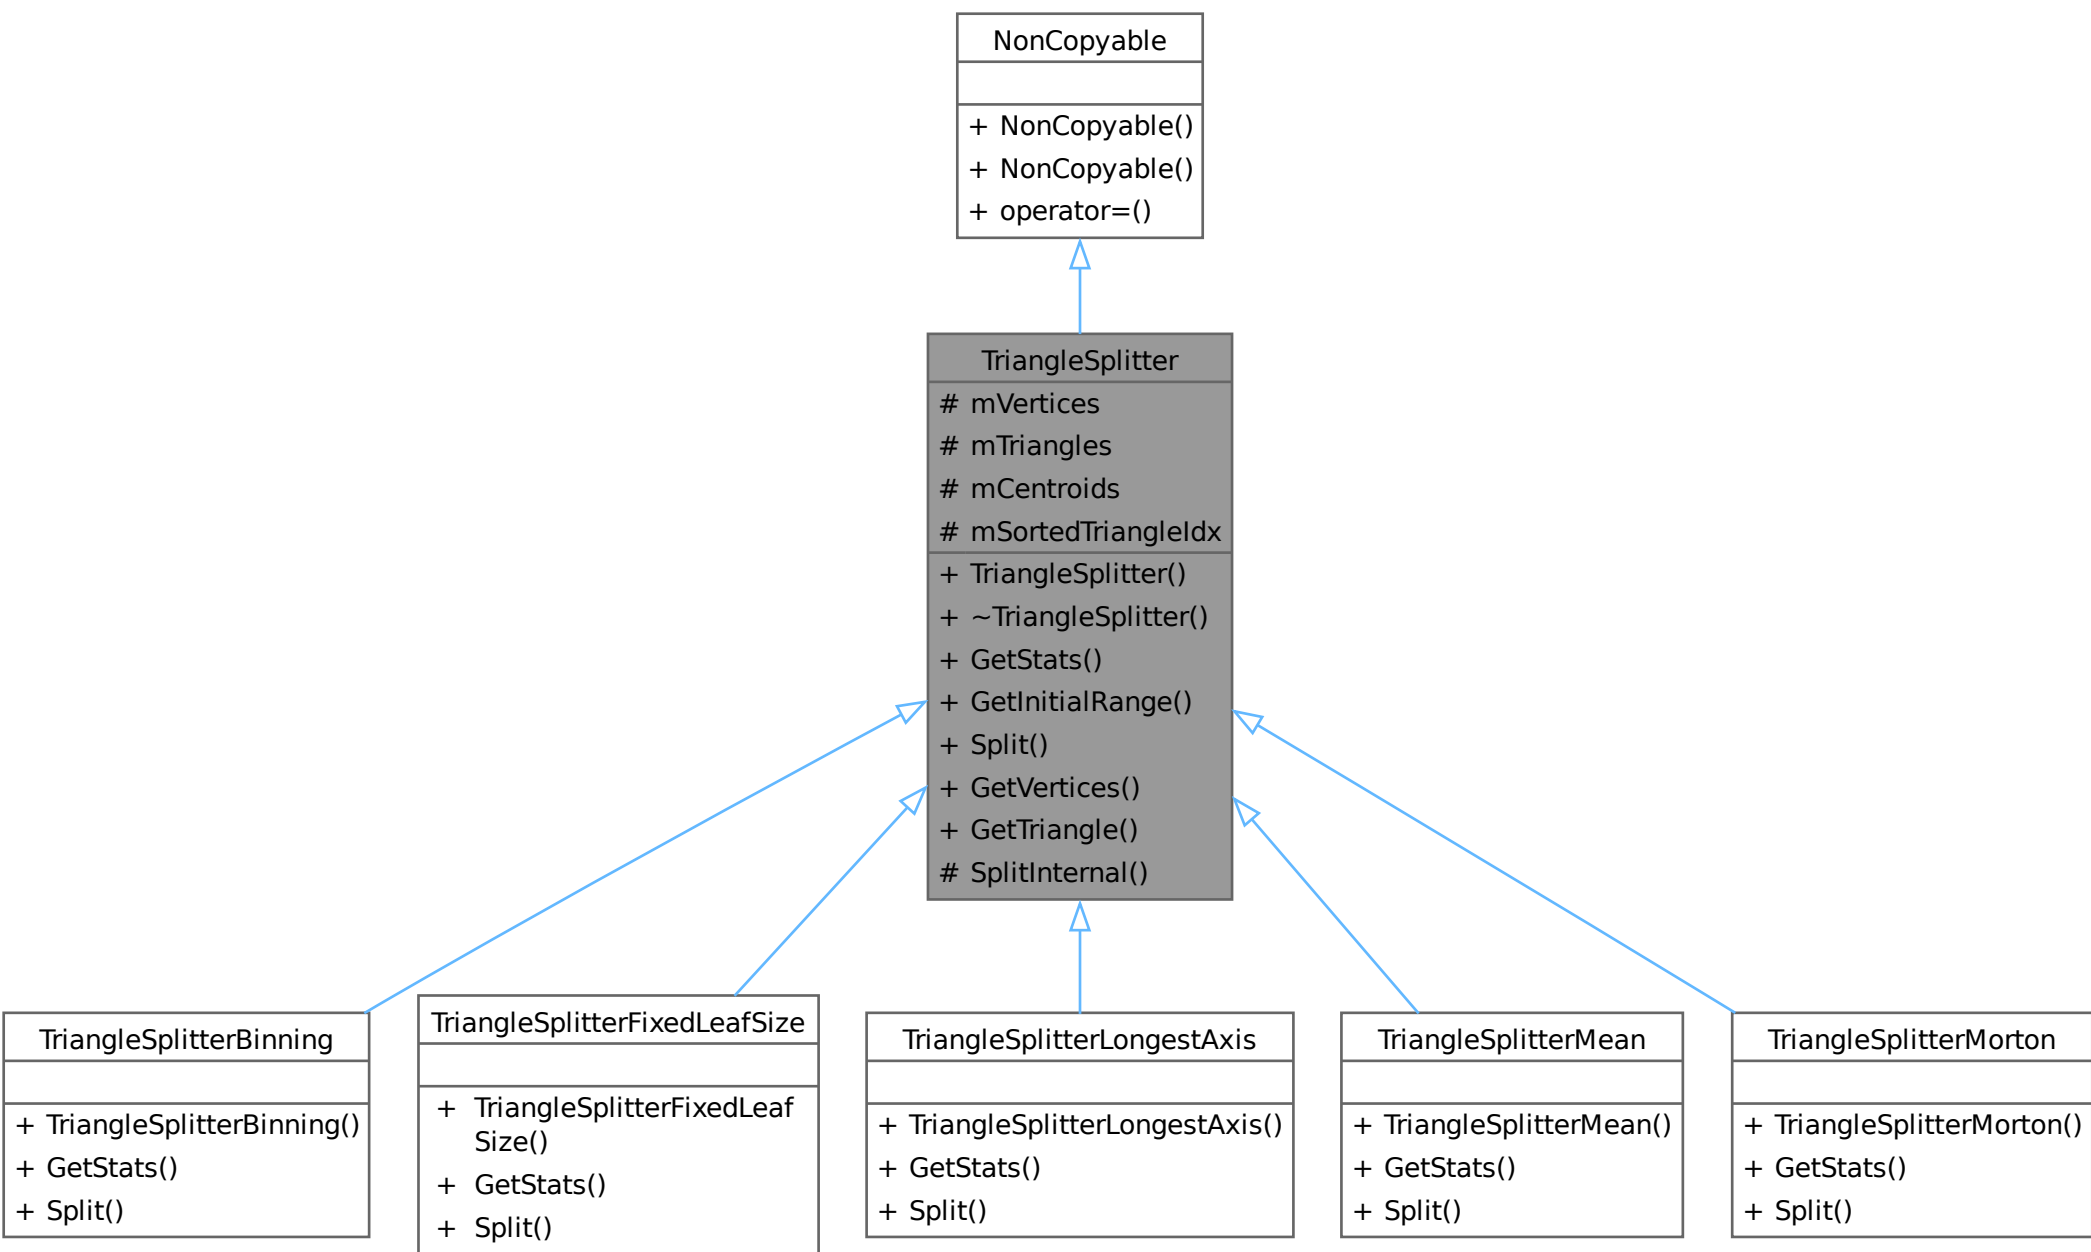 NonCopyable
+ NonCopyable()
+ NonCopyable()
+ operator=()
TriangleSplitter
# mVertices
# mTriangles
# mCentroids
# mSortedTriangleIdx
+ TriangleSplitter()
+ ~TriangleSplitter()
+ GetStats()
+ GetInitialRange()
+ Split()
+ GetVertices()
+ GetTriangle()
# SplitInternal()
TriangleSplitterBinning
+ TriangleSplitterBinning()
+ GetStats()
+ Split()
TriangleSplitterFixedLeafSize
+ TriangleSplitterFixedLeaf
Size()
+ GetStats()
+ Split()
TriangleSplitterLongestAxis
+ TriangleSplitterLongestAxis()
+ GetStats()
+ Split()
TriangleSplitterMean
+ TriangleSplitterMean()
+ GetStats()
+ Split()
TriangleSplitterMorton
+ TriangleSplitterMorton()
+ GetStats()
+ Split()